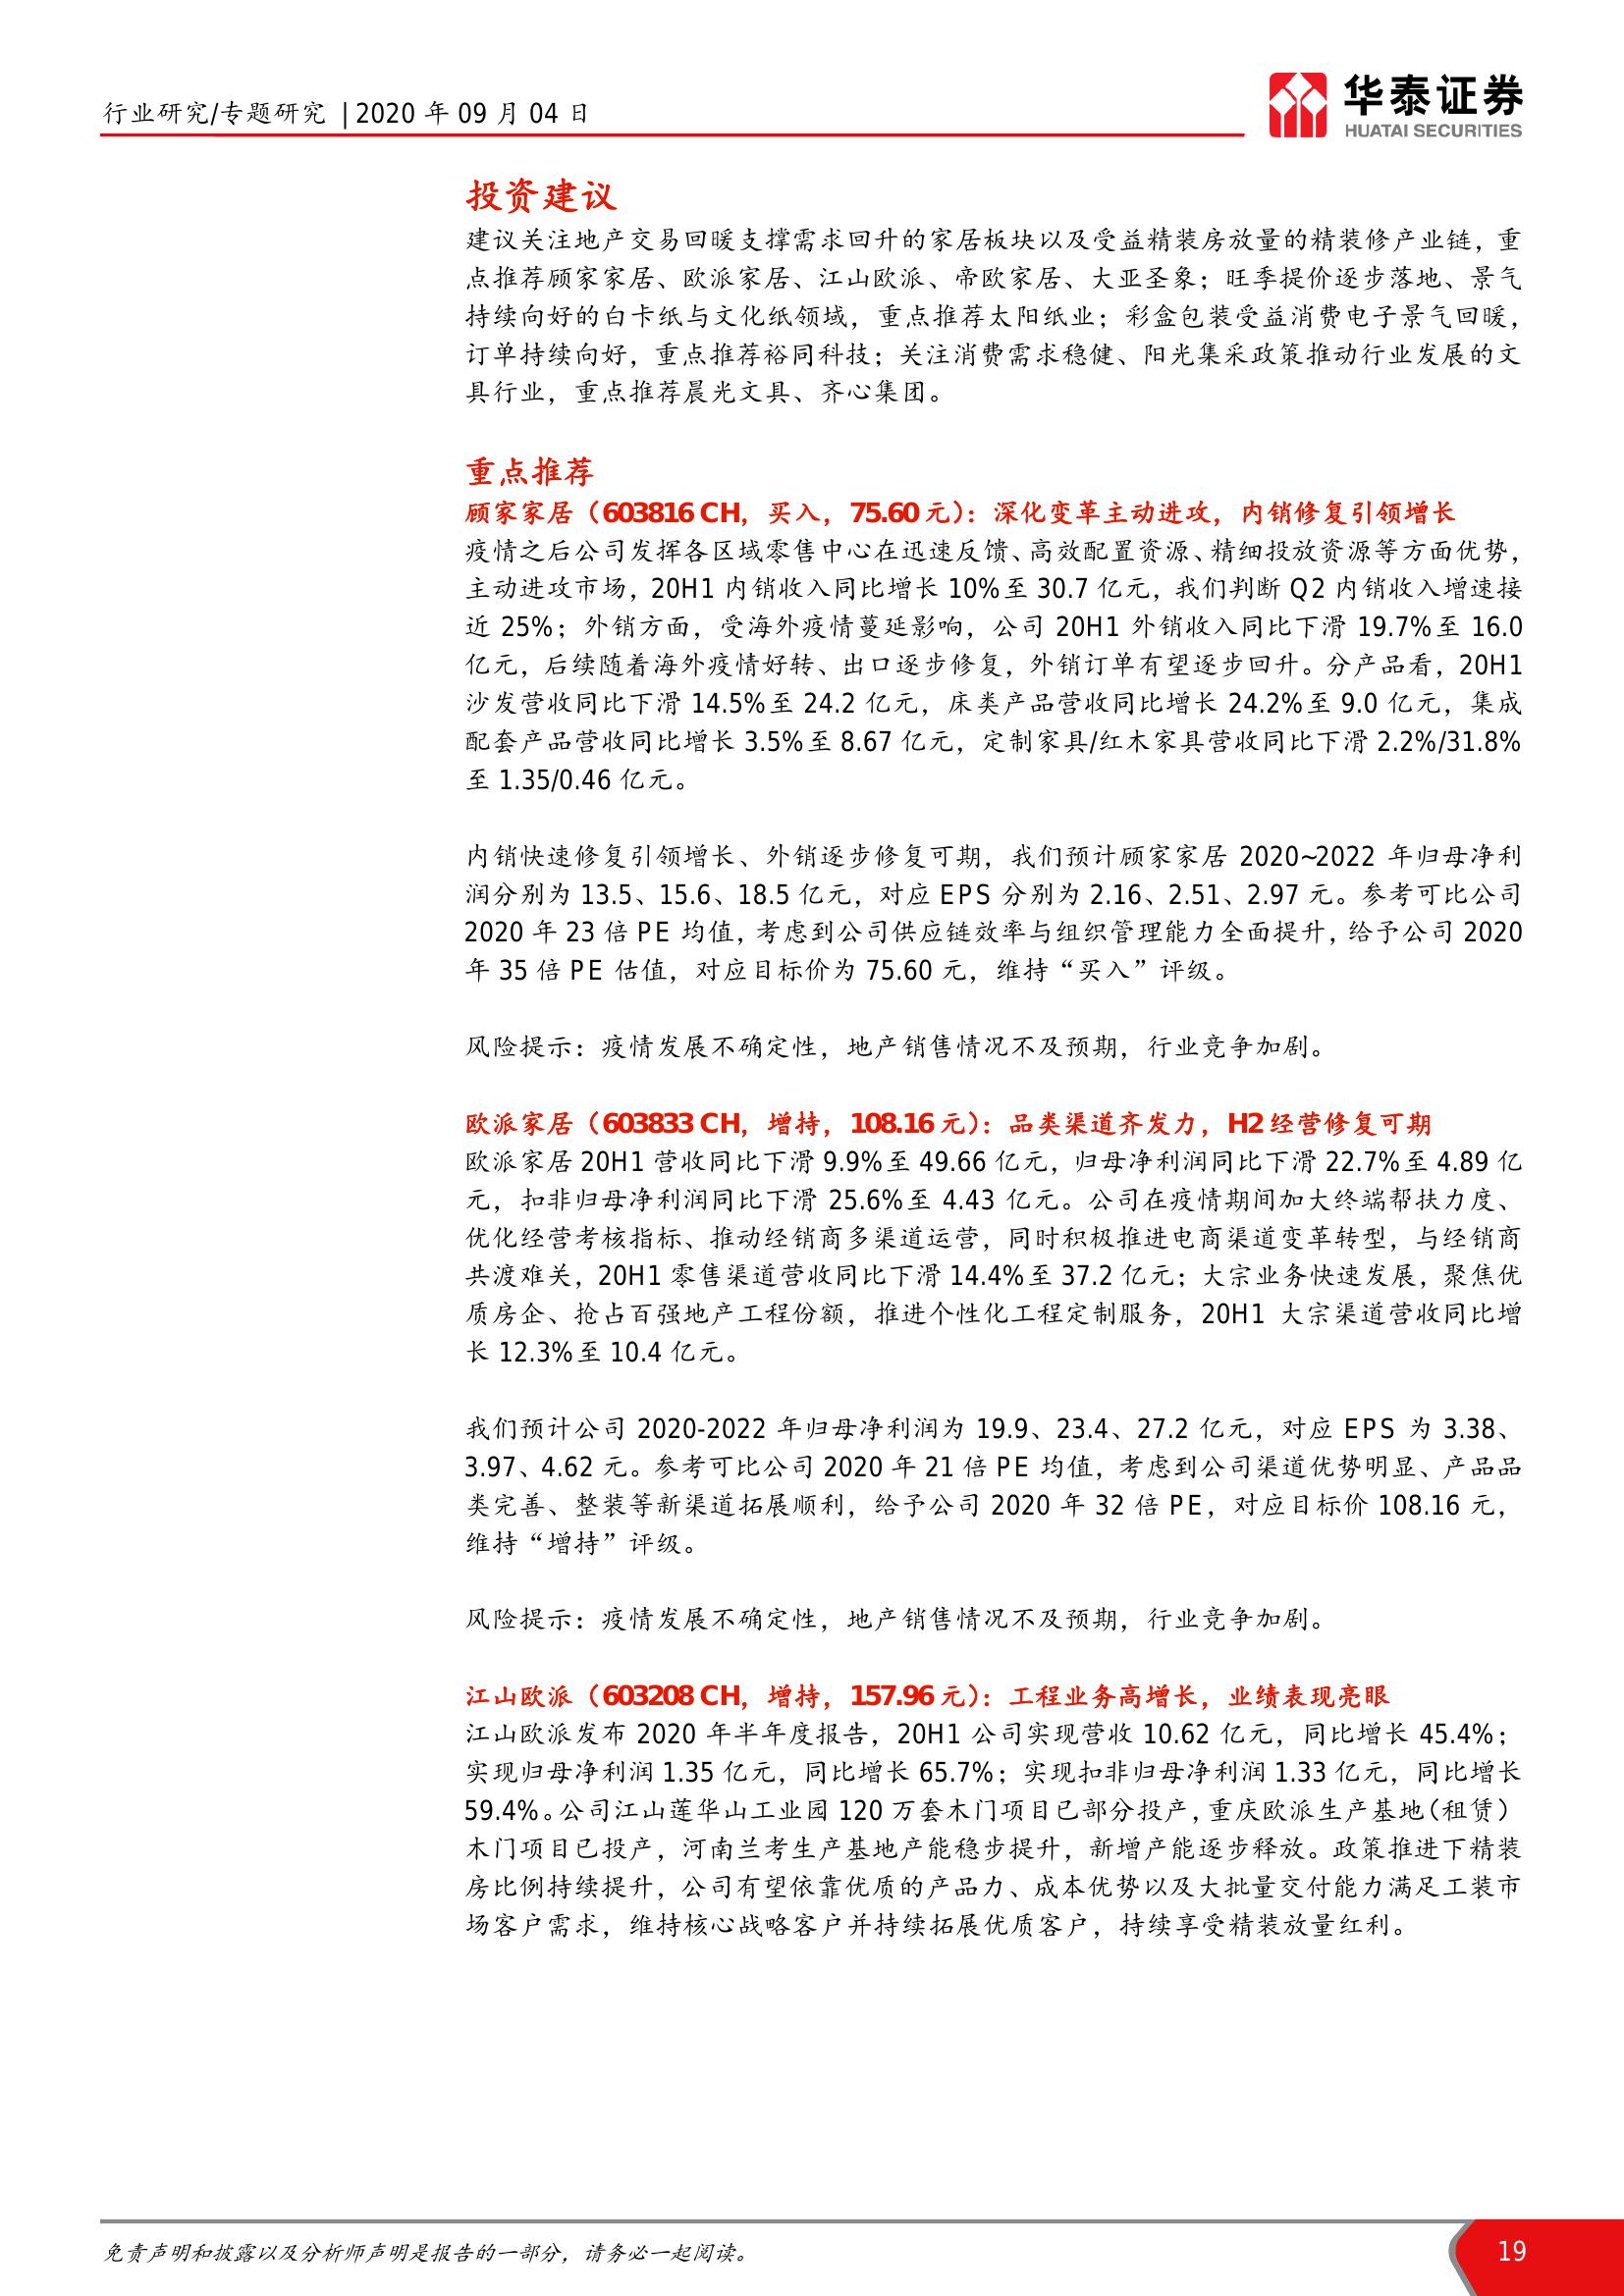 行业研究/专题研究 | 2020 年 09 月 04 日
华泰证券
HUATAI SECURITIES
投资建议
建议关注地产交易回暖支撑需求回升的家居板块以及受益精装房放量的精装修产业链，重
点推荐顾家家居、欧派家居、江山欧派、帝欧家居、大亚圣象；旺季提价逐步落地、景气
持续向好的白卡纸与文化纸领域，重点推荐太阳纸业；彩盒包装受益消费电子景气回暖，
订单持续向好，重点推荐裕同科技；关注消费需求稳健、阳光集采政策推动行业发展的文
具行业，重点推荐晨光文具、齐心集团。
重点推荐
顾家家居（603816 CH，买入，75.60 元）：深化变革主动进攻，内销修复引领增长
疫情之后公司发挥各区域零售中心在迅速反馈、高效配置资源、精细投放资源等方面优势，
主动进攻市场，20H1 内销收入同比增长 10%至 30.7 亿元，我们判断 Q2 内销收入增速接
近 25%；外销方面，受海外疫情蔓延影响，公司 20H1 外销收入同比下滑 19.7%至 16.0
亿元，后续随着海外疫情好转、出口逐步修复，外销订单有望逐步回升。分产品看，20H1
沙发营收同比下滑 14.5%至 24.2 亿元，床类产品营收同比增长 24.2%至 9.0 亿元，集成
配套产品营收同比增长 3.5%至 8.67 亿元，定制家具/红木家具营收同比下滑 2.2%/31.8%
至 1.35/0.46 亿元。
内销快速修复引领增长、外销逐步修复可期，我们预计顾家家居 2020~2022 年归母净利
润分别为 13.5、15.6、18.5 亿元，对应 EPS 分别为 2.16、2.51、2.97 元。参考可比公司
2020 年 23 倍 PE 均值，考虑到公司供应链效率与组织管理能力全面提升，给予公司 2020
年 35 倍 PE 估值，对应目标价为 75.60 元，维持“买入”评级。
风险提示：疫情发展不确定性，地产销售情况不及预期，行业竞争加剧。
欧派家居（603833 CH，增持，108.16 元）：品类渠道齐发力，H2 经营修复可期
欧派家居 20H1 营收同比下滑 9.9%至 49.66 亿元，归母净利润同比下滑 22.7%至 4.89 亿
元，扣非归母净利润同比下滑 25.6%至 4.43 亿元。公司在疫情期间加大终端帮扶力度、
优化经营考核指标、推动经销商多渠道运营，同时积极推进电商渠道变革转型，与经销商
共渡难关，20H1 零售渠道营收同比下滑 14.4%至 37.2 亿元；大宗业务快速发展，聚焦优
质房企、抢占百强地产工程份额，推进个性化工程定制服务，20H1 大宗渠道营收同比增
长 12.3%至 10.4 亿元。
我们预计公司 2020-2022 年归母净利润为 19.9、23.4、27.2 亿元，对应 EPS 为 3.38、
3.97、4.62 元。参考可比公司 2020 年 21 倍 PE 均值，考虑到公司渠道优势明显、产品品
类完善、整装等新渠道拓展顺利，给予公司 2020 年 32 倍 PE，对应目标价 108.16 元，
维持“增持”评级。
风险提示：疫情发展不确定性，地产销售情况不及预期，行业竞争加剧。
江山欧派（603208 CH，增持，157.96 元）：工程业务高增长，业绩表现亮眼
江山欧派发布 2020 年半年度报告，20H1 公司实现营收 10.62 亿元，同比增长 45.4%；
实现归母净利润 1.35 亿元，同比增长 65.7%；实现扣非归母净利润 1.33 亿元，同比增长
59.4%。公司江山莲华山工业园 120 万套木门项目已部分投产，重庆欧派生产基地（租赁）
木门项目已投产，河南兰考生产基地产能稳步提升，新增产能逐步释放。政策推进下精装
房比例持续提升，公司有望依靠优质的产品力、成本优势以及大批量交付能力满足工装市
场客户需求，维持核心战略客户并持续拓展优质客户，持续享受精装放量红利。
免责声明和披露以及分析师声明是报告的一部分，请务必一起阅读。
19